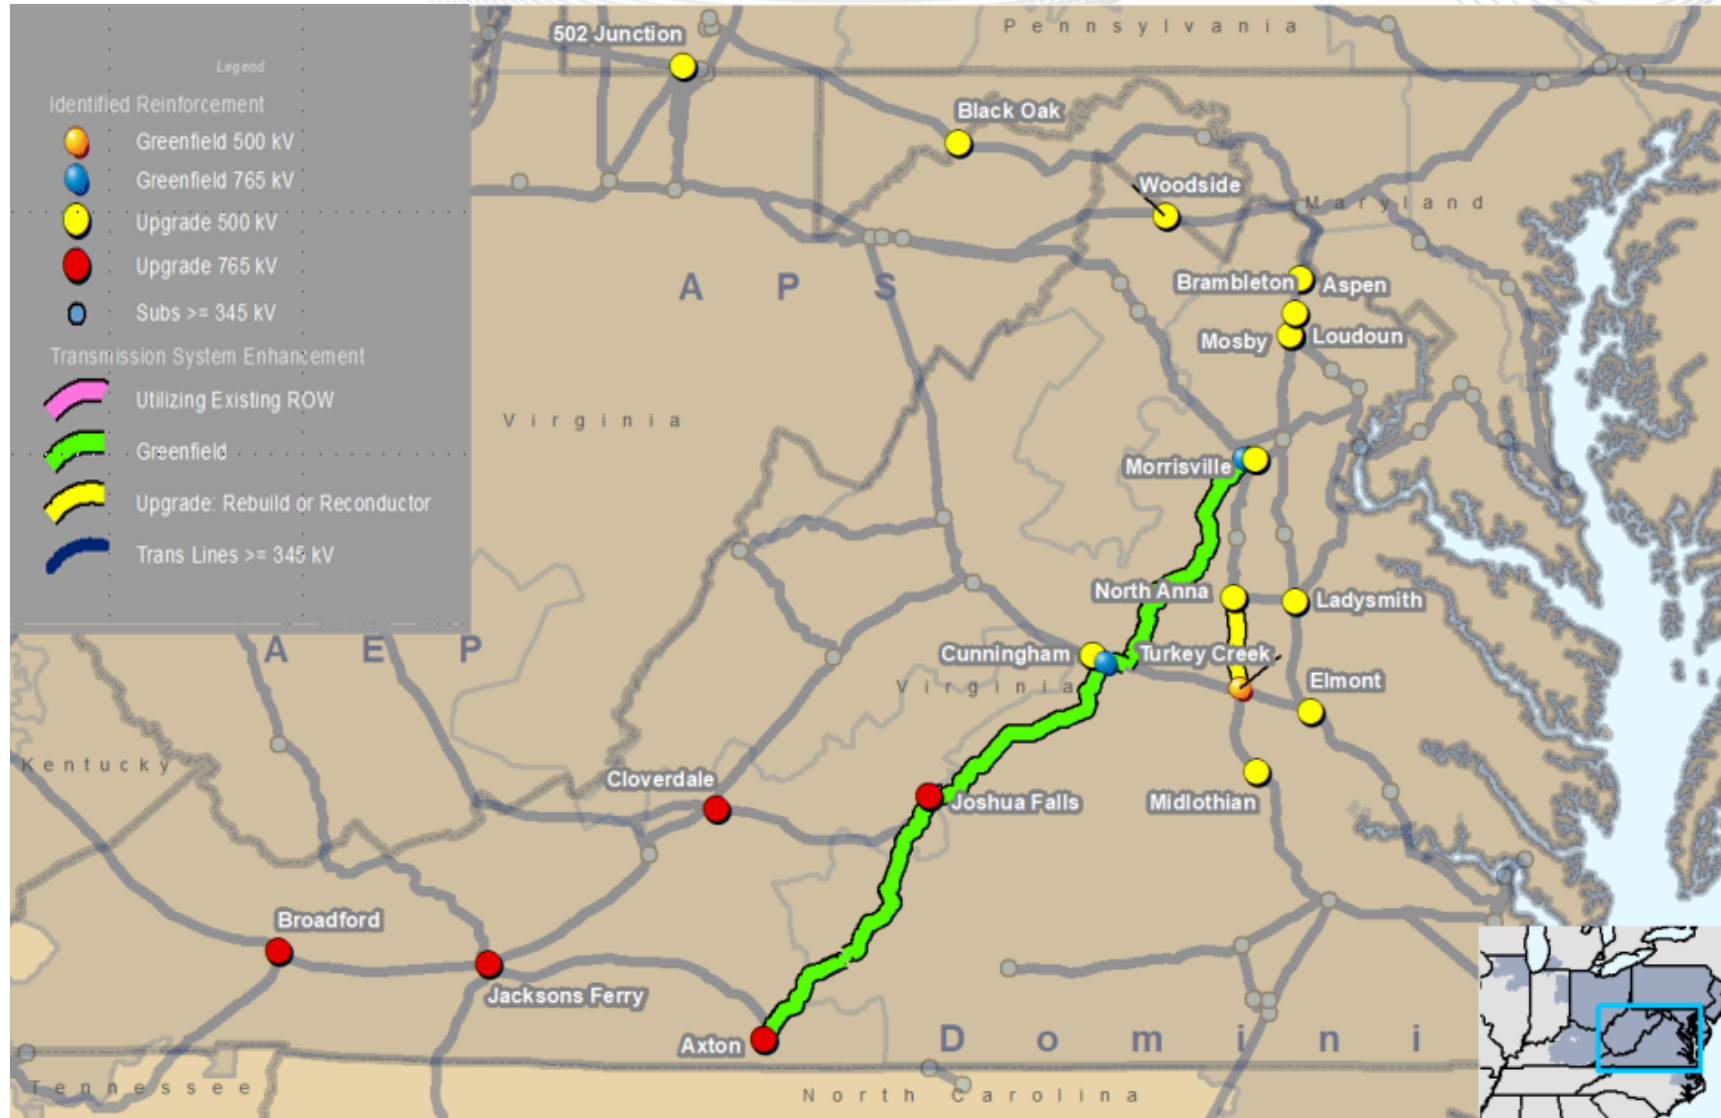 Legend
Identified Reinforcement
Greenfield 500 kV
Greenfield 765 kV
Upgrade 500 kV
Upgrade 765 kV
Subs >= 345 kV
Transmission System Enhancement
Utilizing Existing ROW
Greenfield
Upgrade: Rebuild or Reconductor
Trans Lines >= 345 kV
Pennsylvania
502 Junction
Black Oak
Woodside
Maryland
APS
Brambleton
Aspen
Mosby
Loudoun
Virginia
Morrisville
North Anna
Ladysmith
AEP
Cunningham
Turkey Creek
Virginia
Elmont
Kentucky
Cloverdale
Joshua Falls
Midlothian
Broadford
Jacksons Ferry
Axton
Domini
Tennessee
North Carolina